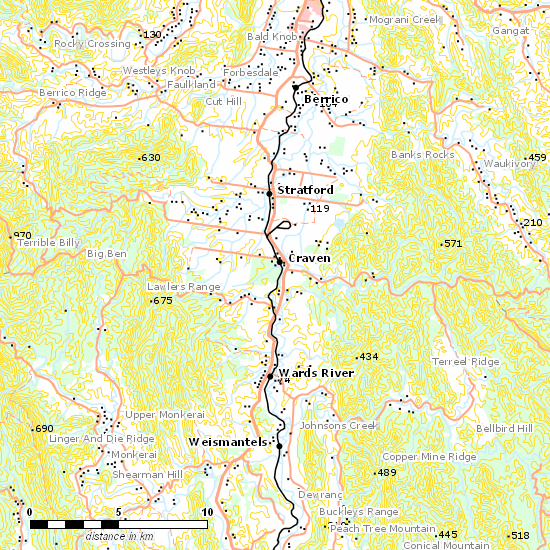 Mograni Creek
Gangat
130
Bald Knob
Rocky Crossing
Westleys Knob
Forbesdale
Faulkland
Berrico Ridge
Cut Hill
Berrico
630
Banks Rocks
459
Waukivory
Stratford
119
210
970
Terrible Billy
571
Big Ben
Craven
Lawlers Range
675
434
Terreel Ridge
Wards River
Upper Monkerai
Johnsons Creek
690
Bellbird Hill
Linger And Die Ridge
Weismantels
Monkerai
Copper Mine Ridge
Shearman Hill
489
Dewrang
0
10
Buckleys Range
distance in km
Peach Tree Mountain
445
518
Conical Mountain